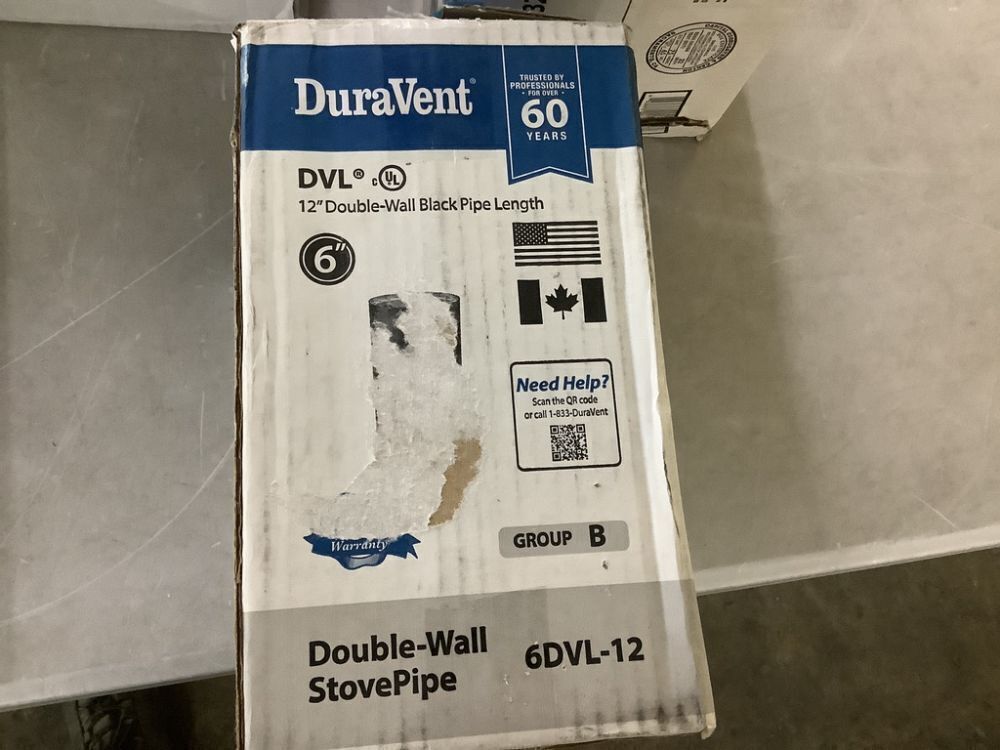 DuraVent®
TRUSTED BY
PROFESSIONALS
- FOR OVER -
60
YEARS
DVL® cUL®
12" Double-Wall Black Pipe Length
6"
Need Help?
Scan the QR code
or call 1-833-DuraVent
Warranty
GROUP B
Double-Wall
StovePipe
6DVL-12